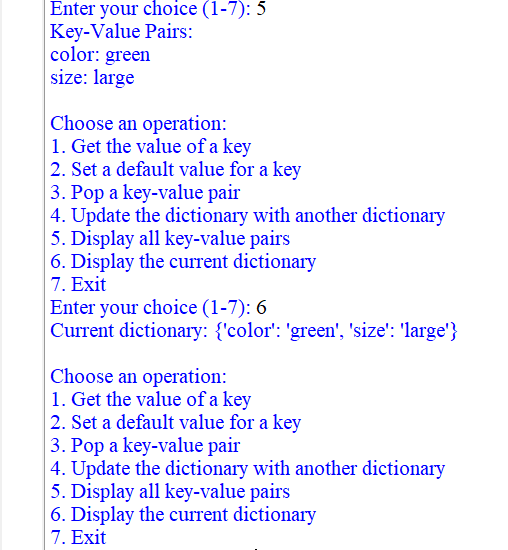 Enter your choice (1-7): 5
Key-Value Pairs:
color: green
size: large
Choose an operation:
1. Get the value of a key
2. Set a default value for a key
3. Pop a key-value pair
4. Update the dictionary with another dictionary
5. Display all key-value pairs
6. Display the current dictionary
7. Exit
Enter your choice (1-7): 6
Current dictionary: {'color': 'green', 'size': 'large'}
Choose an operation:
1. Get the value of a key
2. Set a default value for a key
3. Pop a key-value pair
4. Update the dictionary with another dictionary
5. Display all key-value pairs
6. Display the current dictionary
7. Exit